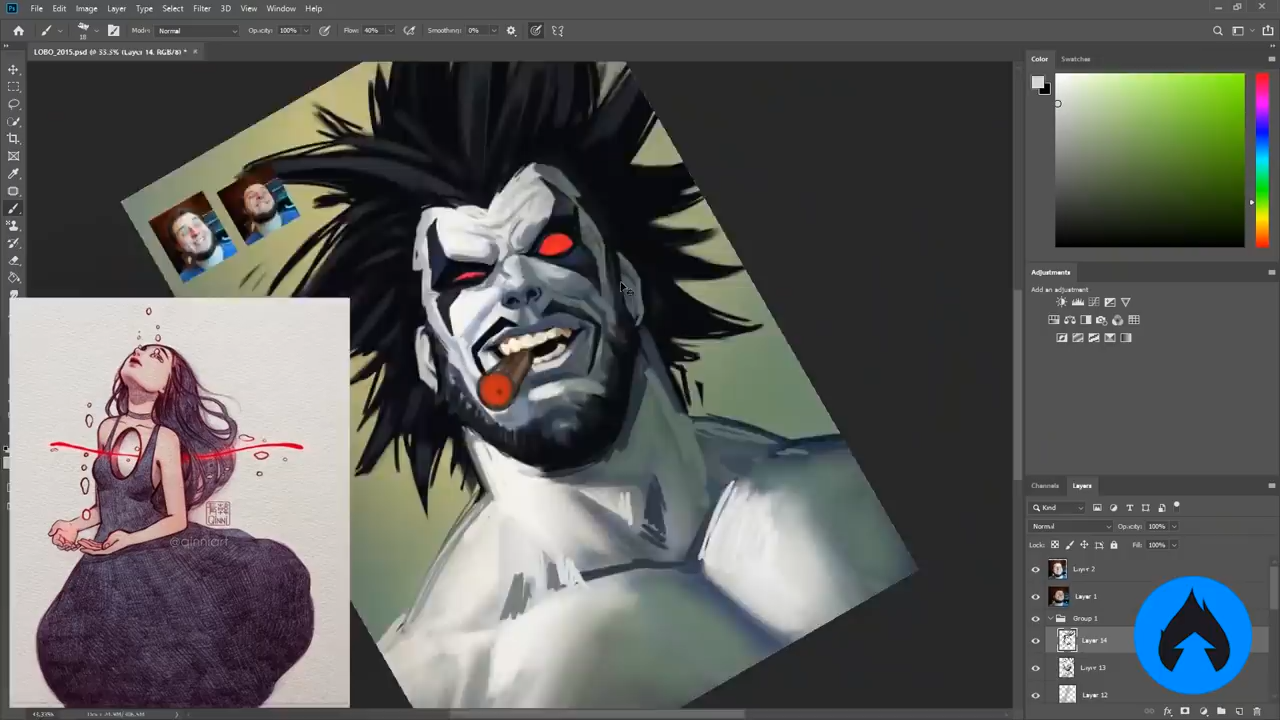 File Edit Image Layer Type Select Filter 3D View Window Help
Mode: Normal Opacity: 100% Flow: 40% Smoothing: 0%
LOBO_2015.psd @ 33.3% (Layer 14, RGB/8) *
Color Swatches
Adjustments
Add an adjustment
Channels Layers
Kind
Normal Opacity: 100%
Lock: Fill: 100%
Layer 2
Layer 1
Group 1
Layer 14
Layer 13
Layer 12
QINNI
@qinniart